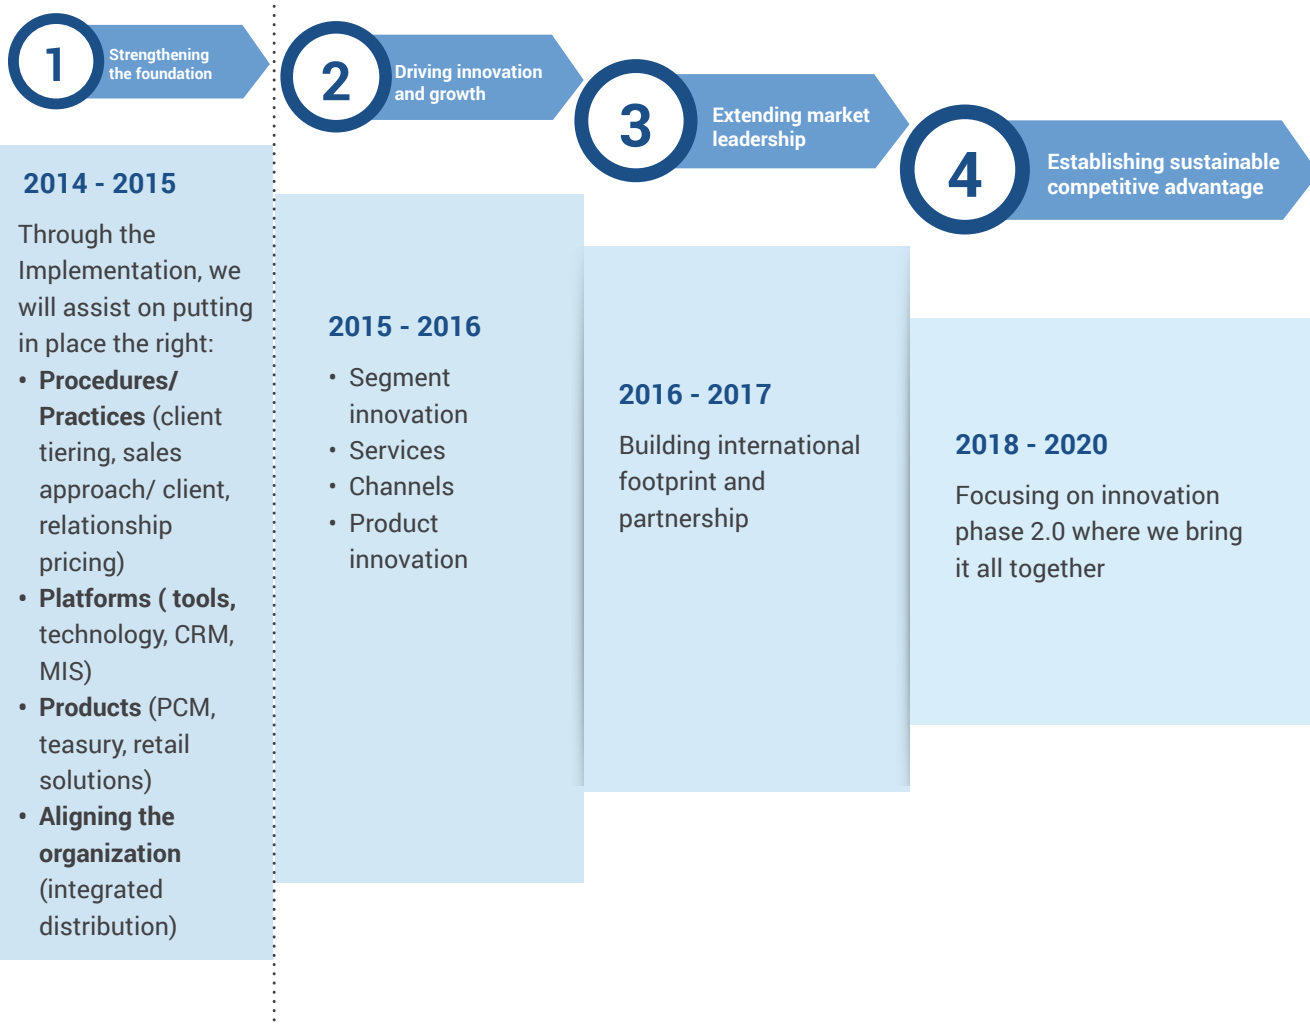 1
Strengthening
the foundation
2014 - 2015
Through the
Implementation, we
will assist on putting
in place the right:
• Procedures/
Practices (client
tiering, sales
approach/ client,
relationship
pricing)
• Platforms ( tools,
technology, CRM,
MIS)
• Products (PCM,
teasury, retail
solutions)
• Aligning the
organization
(integrated
distribution)
2
Driving innovation
and growth
2015 - 2016
• Segment
innovation
• Services
• Channels
• Product
innovation
3
Extending market
leadership
2016 - 2017
Building international
footprint and
partnership
4
Establishing sustainable
competitive advantage
2018 - 2020
Focusing on innovation
phase 2.0 where we bring
it all together